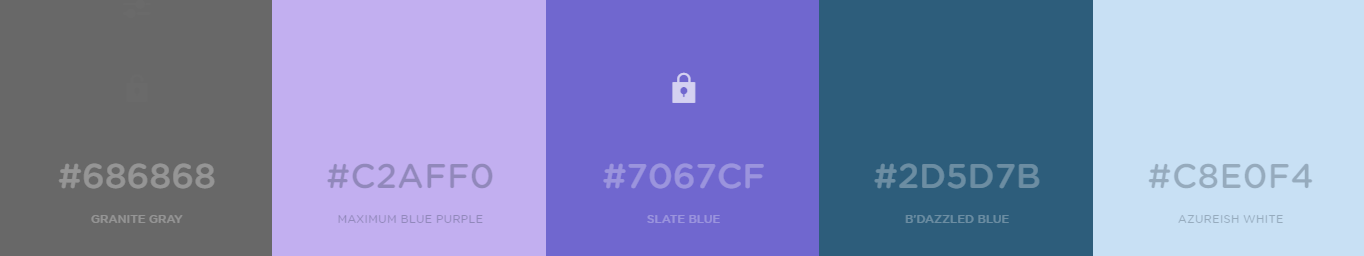 #686868
GRANITE GRAY
#C2AFF0
MAXIMUM BLUE PURPLE
#7067CF
SLATE BLUE
#2D5D7B
B'DAZZLED BLUE
#C8E0F4
AZUREISH WHITE